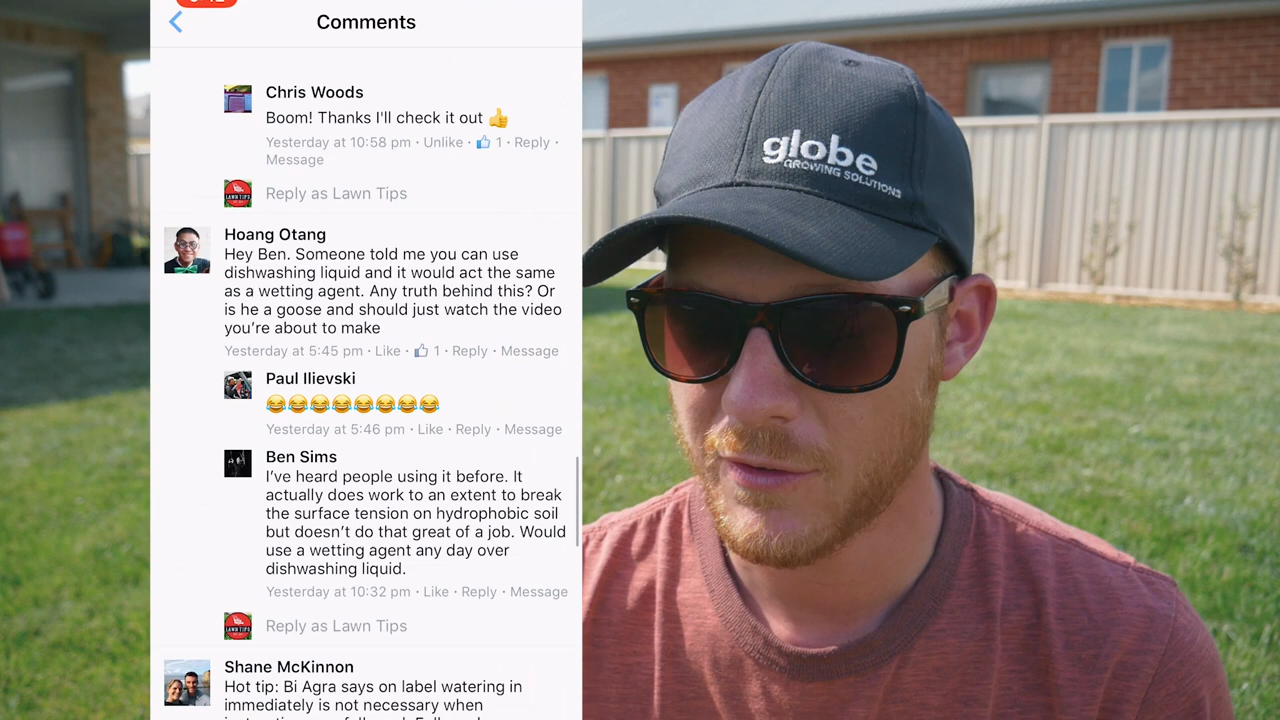 Comments
Chris Woods
Boom! Thanks I'll check it out 👍
Yesterday at 10:58 pm · Unlike · 1 · Reply ·
Message
LAWN TIPS
Reply as Lawn Tips
Hoang Otang
Hey Ben. Someone told me you can use
dishwashing liquid and it would act the same
as a wetting agent. Any truth behind this? Or
is he a goose and should just watch the video
you're about to make
Yesterday at 5:45 pm · Like · 1 · Reply · Message
Paul Ilievski
😂😂😂😂😂😂😂😂
Yesterday at 5:46 pm · Like · Reply · Message
Ben Sims
I've heard people using it before. It
actually does work to an extent to break
the surface tension on hydrophobic soil
but doesn't do that great of a job. Would
use a wetting agent any day over
dishwashing liquid.
Yesterday at 10:32 pm · Like · Reply · Message
LAWN TIPS
Reply as Lawn Tips
Shane McKinnon
Hot tip: Bi Agra says on label watering in
immediately is not necessary when
globe
GROWING SOLUTIONS